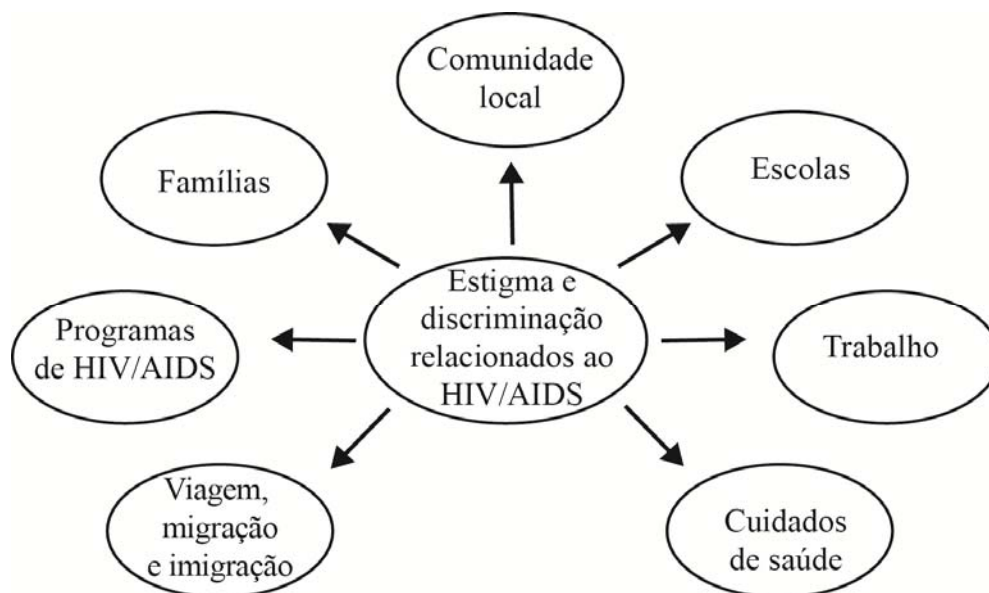 Comunidade
local
Famílias
Escolas
Estigma e
discriminação
relacionados ao
HIV/AIDS
Programas
de HIV/AIDS
Trabalho
Viagem,
migração
e imigração
Cuidados
de saúde